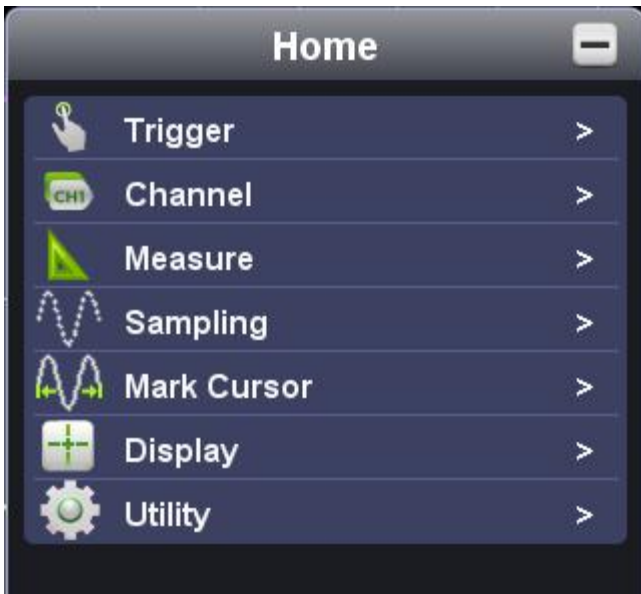 Home
Trigger >
CH1 Channel >
Measure >
Sampling >
Mark Cursor >
Display >
Utility >